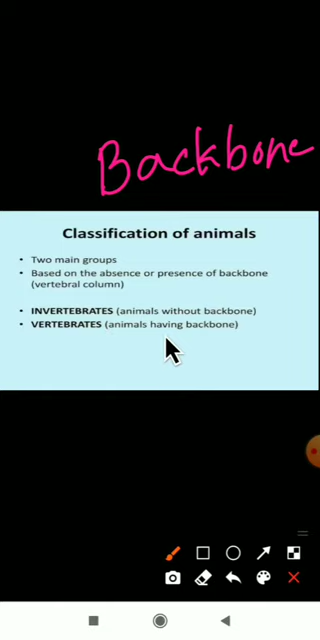 Backbone
Classification of animals
• Two main groups
• Based on the absence or presence of backbone
(vertebral column)
• INVERTEBRATES (animals without backbone)
• VERTEBRATES (animals having backbone)